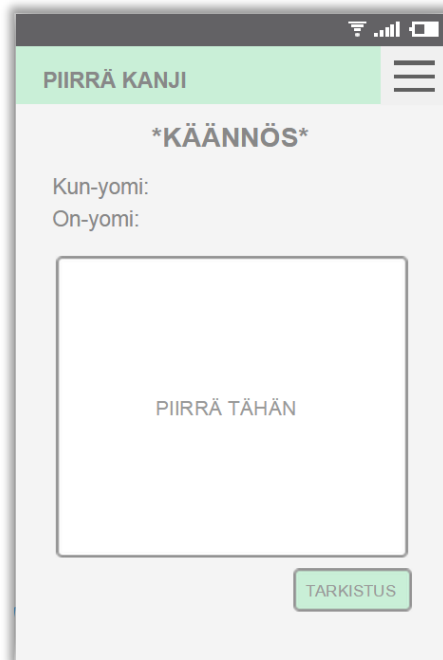 PIIRRÄ KANJI
*KÄÄNNÖS*
Kun-yomi:
On-yomi:
PIIRRÄ TÄHÄN
TARKISTUS